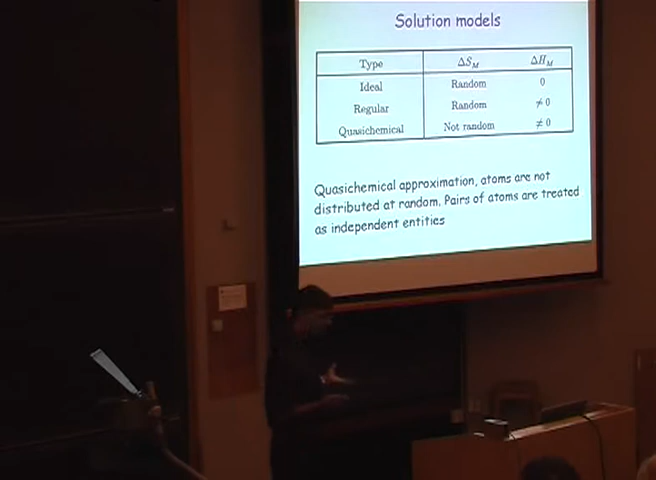 Solution models
Type ΔS_M ΔH_M
Ideal Random 0
Regular Random ≠ 0
Quasichemical Not random ≠ 0
Quasichemical approximation, atoms are not
distributed at random. Pairs of atoms are treated
as independent entities